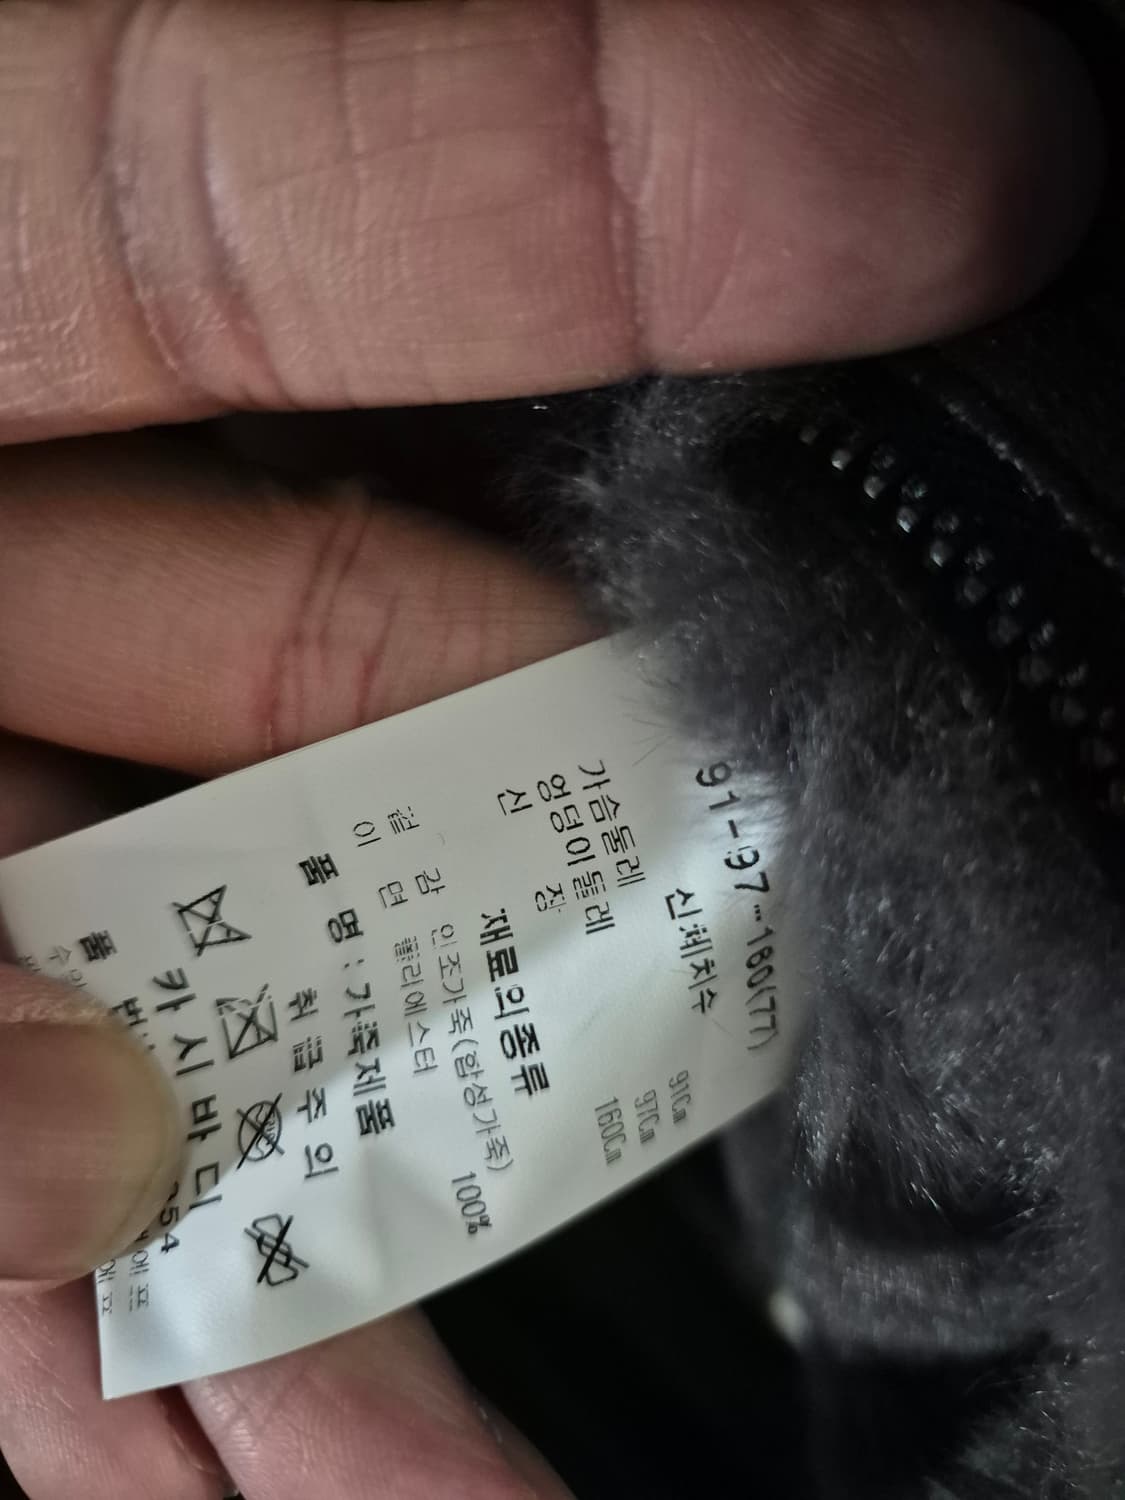 91-97-160(77)
신체치수
가슴둘레 91Cm
엉덩이둘레 97Cm
신 장 160Cm
재료의종류
겉 감 인조가죽(합성가죽) 100%
이 면 폴리에스터
품 명 : 가죽제품
취 급 주 의
카 시 바 디
354
품